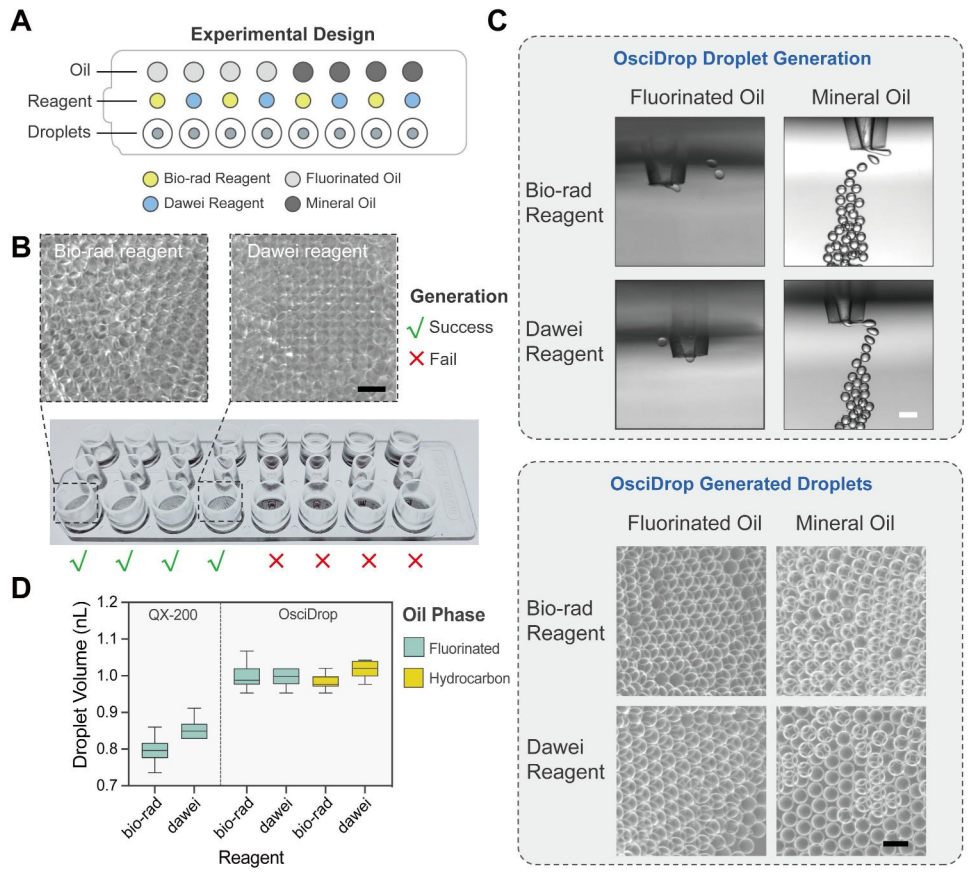 A
Experimental Design
Oil
Reagent
Droplets
Bio-rad Reagent
Fluorinated Oil
Dawei Reagent
Mineral Oil
B
Bio-rad reagent
Dawei reagent
Generation
Success
Fail
C
OsciDrop Droplet Generation
Fluorinated Oil
Mineral Oil
Bio-rad
Reagent
Dawei
Reagent
OsciDrop Generated Droplets
Fluorinated Oil
Mineral Oil
Bio-rad
Reagent
Dawei
Reagent
D
QX-200
OsciDrop
Oil Phase
Fluorinated
Hydrocarbon
Droplet Volume (nL)
1.2
1.1
1.0
0.9
0.8
0.7
bio-rad
dawei
bio-rad
dawei
bio-rad
dawei
Reagent